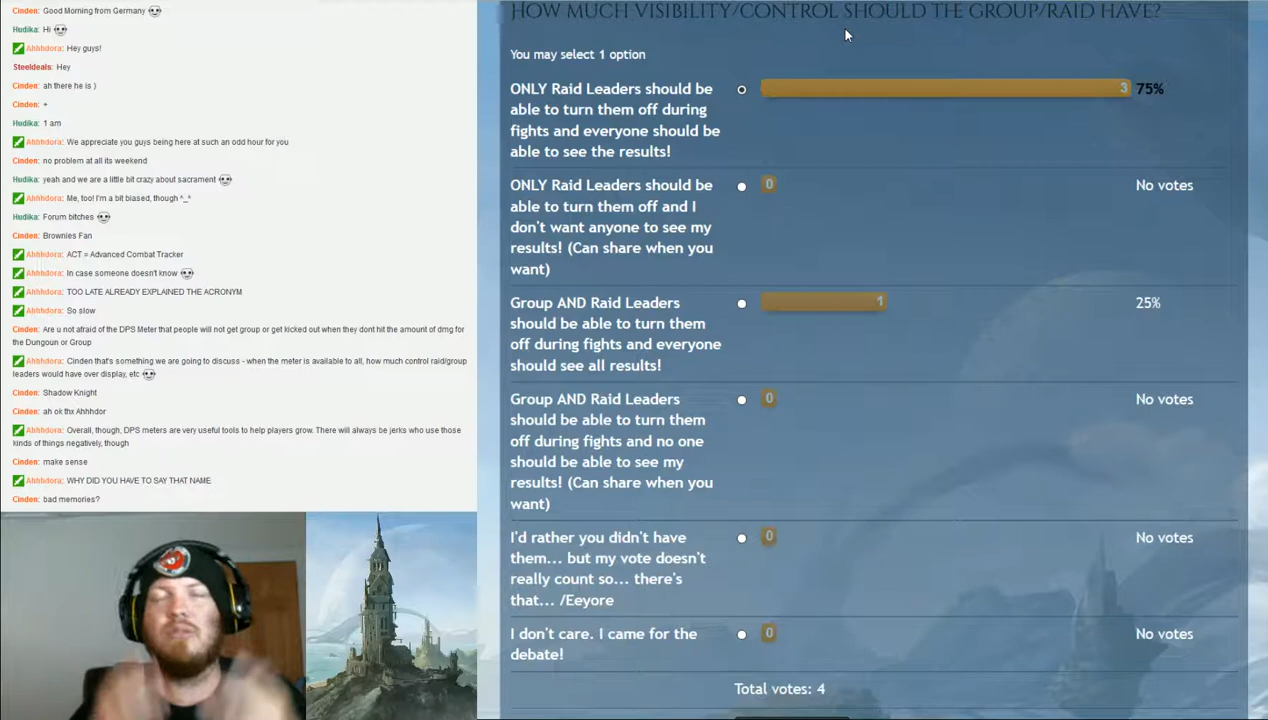 Cinden: Good Morning from Germany
Hudika: Hi
Ahhhdora: Hey guys!
Steeldeals: Hey
Cinden: ah there he is )
Cinden: +
Hudika: 1 am
Ahhhdora: We appreciate you guys being here at such an odd hour for you
Cinden: no problem at all its weekend
Hudika: yeah and we are a little bit crazy about sacrament
Ahhhdora: Me, too! I'm a bit biased, though ^_^
Hudika: Forum bitches
Cinden: Brownies Fan
Ahhhdora: ACT = Advanced Combat Tracker
Ahhhdora: In case someone doesn't know
Ahhhdora: TOO LATE ALREADY EXPLAINED THE ACRONYM
Ahhhdora: So slow
Cinden: Are u not afraid of the DPS Meter that people will not get group or get kicked out when they dont hit the amount of dmg for
the Dungoun or Group
Ahhhdora: Cinden that's something we are going to discuss - when the meter is available to all, how much control raid/group
leaders would have over display, etc
Cinden: Shadow Knight
Cinden: ah ok thx Ahhhdor
Ahhhdora: Overall, though, DPS meters are very useful tools to help players grow. There will always be jerks who use those
kinds of things negatively, though
Cinden: make sense
Ahhhdora: WHY DID YOU HAVE TO SAY THAT NAME
Cinden: bad memories?
HOW MUCH VISIBILITY/CONTROL SHOULD THE GROUP/RAID HAVE?
You may select 1 option
ONLY Raid Leaders should be
able to turn them off during
fights and everyone should be
able to see the results!
3 75%
ONLY Raid Leaders should be
able to turn them off and I
don't want anyone to see my
results! (Can share when you
want)
0 No votes
Group AND Raid Leaders
should be able to turn them
off during fights and everyone
should see all results!
1 25%
Group AND Raid Leaders
should be able to turn them
off during fights and no one
should be able to see my
results! (Can share when you
want)
0 No votes
I'd rather you didn't have
them... but my vote doesn't
really count so... there's
that... /Eeyore
0 No votes
I don't care. I came for the
debate!
0 No votes
Total votes: 4